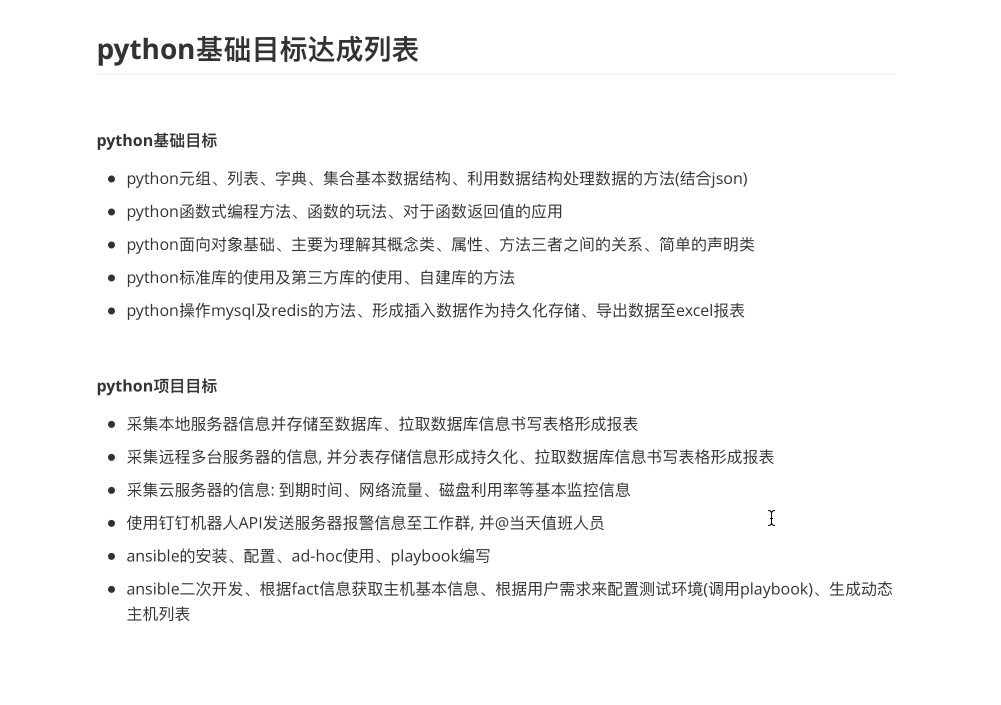 python基础目标达成列表
python基础目标
python元组、列表、字典、集合基本数据结构、利用数据结构处理数据的方法(结合json)
python函数式编程方法、函数的玩法、对于函数返回值的应用
python面向对象基础、主要为理解其概念类、属性、方法三者之间的关系、简单的声明类
python标准库的使用及第三方库的使用、自建库的方法
python操作mysql及redis的方法、形成插入数据作为持久化存储、导出数据至excel报表
python项目目标
采集本地服务器信息并存储至数据库、拉取数据库信息书写表格形成报表
采集远程多台服务器的信息, 并分表存储信息形成持久化、拉取数据库信息书写表格形成报表
采集云服务器的信息: 到期时间、网络流量、磁盘利用率等基本监控信息
使用钉钉机器人API发送服务器报警信息至工作群, 并@当天值班人员
ansible的安装、配置、ad-hoc使用、playbook编写
ansible二次开发、根据fact信息获取主机基本信息、根据用户需求来配置测试环境(调用playbook)、生成动态
主机列表